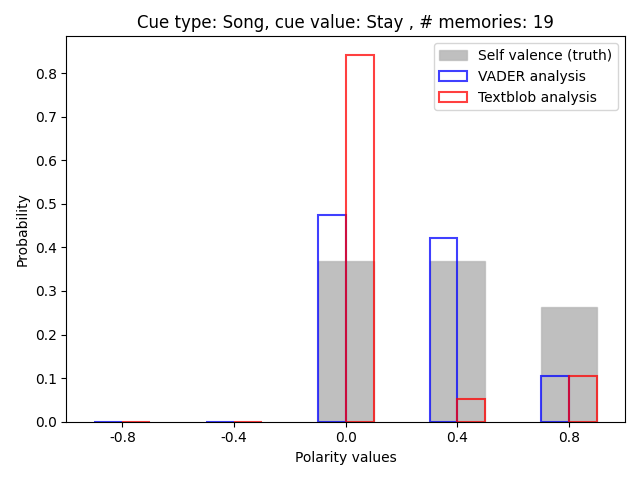 Cue type: Song, cue value: Stay , # memories: 19
Self valence (truth)
VADER analysis
Textblob analysis
Probability
0.8
0.7
0.6
0.5
0.4
0.3
0.2
0.1
0.0
-0.8 -0.4 0.0 0.4 0.8
Polarity values